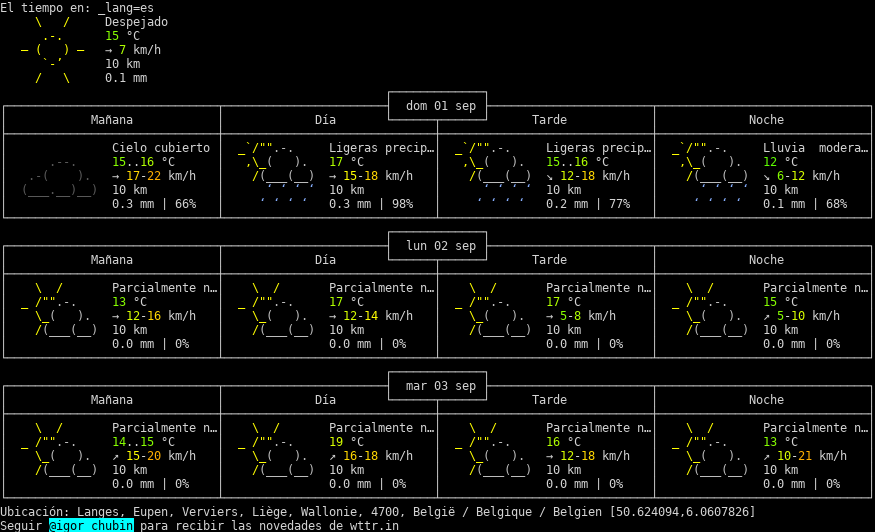 El tiempo en: _lang=es
Despejado
15 °C
→ 7 km/h
10 km
0.1 mm
dom 01 sep
Mañana Día Tarde Noche
Cielo cubierto Ligeras precip… Ligeras precip… Lluvia  modera…
15..16 °C 17 °C 15..16 °C 12 °C
→ 17-22 km/h → 15-18 km/h ↘ 12-18 km/h ↘ 6-12 km/h
10 km 10 km 10 km 10 km
0.3 mm | 66% 0.3 mm | 98% 0.2 mm | 77% 0.1 mm | 68%
lun 02 sep
Mañana Día Tarde Noche
Parcialmente n… Parcialmente n… Parcialmente n… Parcialmente n…
13 °C 17 °C 17 °C 15 °C
→ 12-16 km/h → 12-14 km/h → 5-8 km/h ↗ 5-10 km/h
10 km 10 km 10 km 10 km
0.0 mm | 0% 0.0 mm | 0% 0.0 mm | 0% 0.0 mm | 0%
mar 03 sep
Mañana Día Tarde Noche
Parcialmente n… Parcialmente n… Parcialmente n… Parcialmente n…
14..15 °C 19 °C 16 °C 13 °C
↗ 15-20 km/h ↗ 16-18 km/h → 12-18 km/h ↗ 10-21 km/h
10 km 10 km 10 km 10 km
0.0 mm | 0% 0.0 mm | 0% 0.0 mm | 0% 0.0 mm | 0%
Ubicación: Langes, Eupen, Verviers, Liège, Wallonie, 4700, België / Belgique / Belgien [50.624094,6.0607826]
Seguir @igor_chubin para recibir las novedades de wttr.in